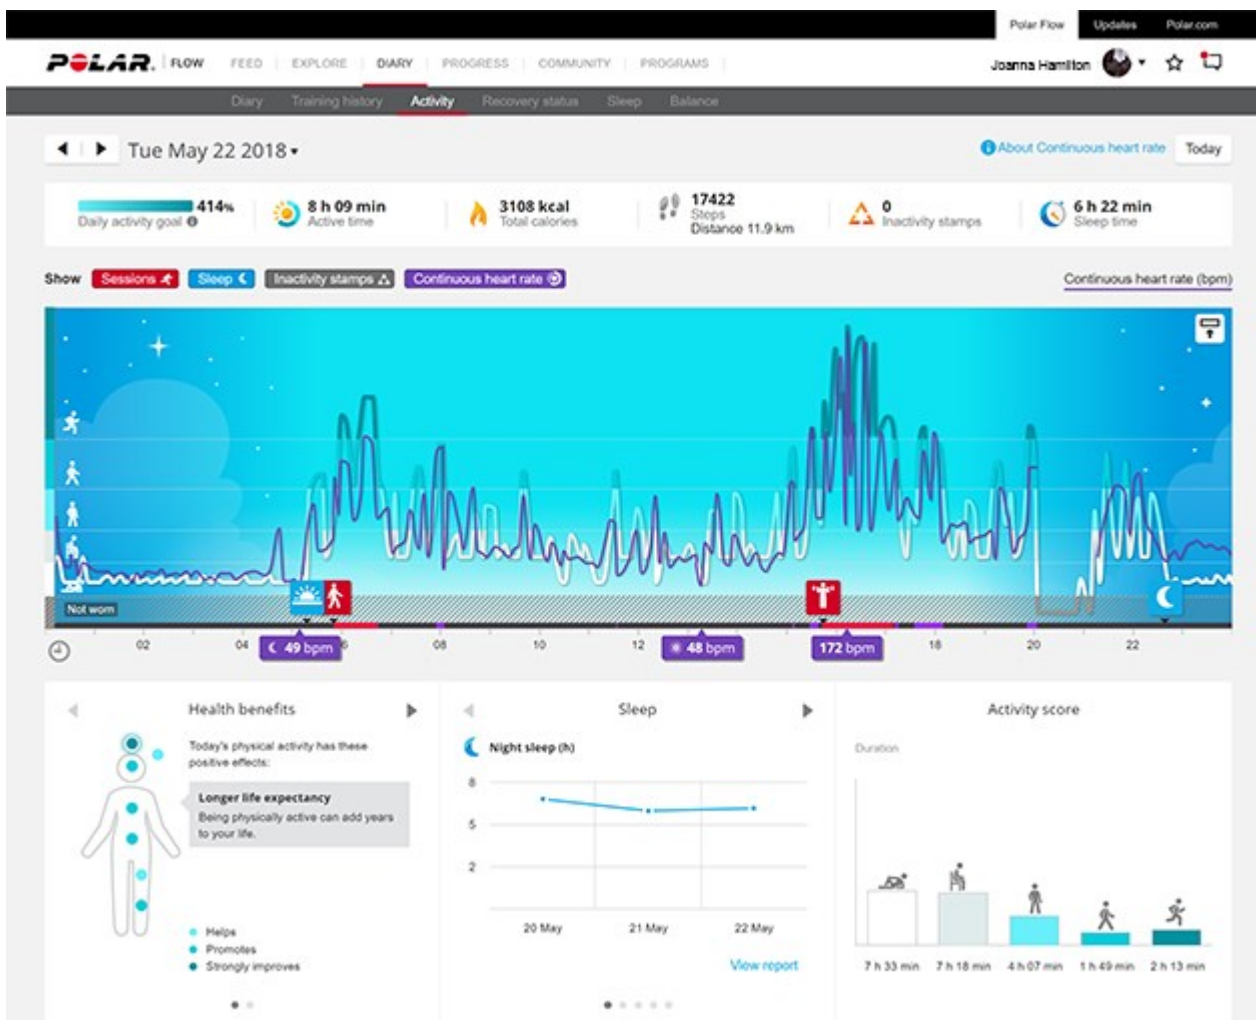 Polar Flow Updates Polar.com
POLAR. FLOW FEED EXPLORE DIARY PROGRESS COMMUNITY PROGRAMS Joanna Hamilton
Diary Training history Activity Recovery status Sleep Balance
Tue May 22 2018 About Continuous heart rate Today
414% 8 h 09 min 3108 kcal 17422 0 6 h 22 min
Daily activity goal Active time Total calories Steps Inactivity stamps Sleep time
Distance 11.9 km
Show Sessions Sleep Inactivity stamps Continuous heart rate Continuous heart rate (bpm)
Not worn
02 04 6 08 10 12 18 20 22
49 bpm 48 bpm 172 bpm
Health benefits
Today's physical activity has these
positive effects:
Longer life expectancy
Being physically active can add years
to your life.
Helps
Promotes
Strongly improves
Sleep
Night sleep (h)
8
5
2
20 May 21 May 22 May
View report
Activity score
Duration
7 h 33 min 7 h 18 min 4 h 07 min 1 h 49 min 2 h 13 min